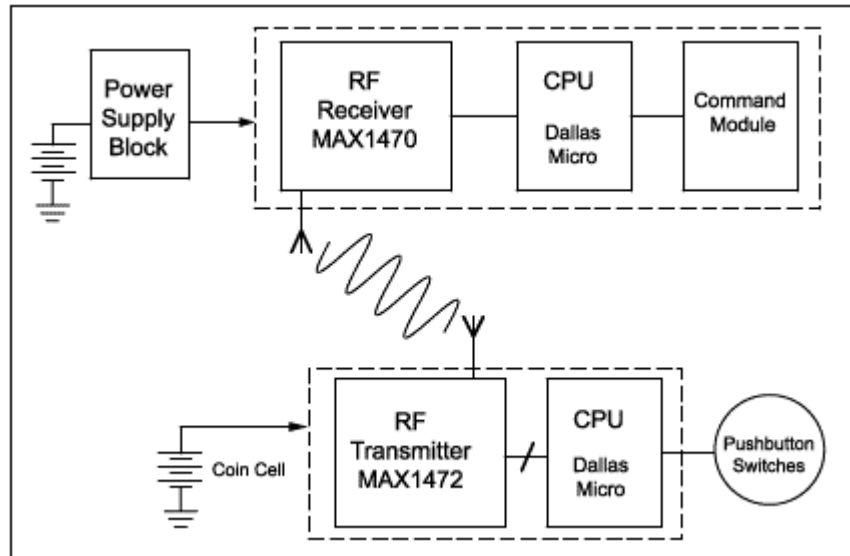 Power
Supply
Block
RF
Receiver
MAX1470
CPU
Dallas
Micro
Command
Module
Coin Cell
RF
Transmitter
MAX1472
CPU
Dallas
Micro
Pushbutton
Switches